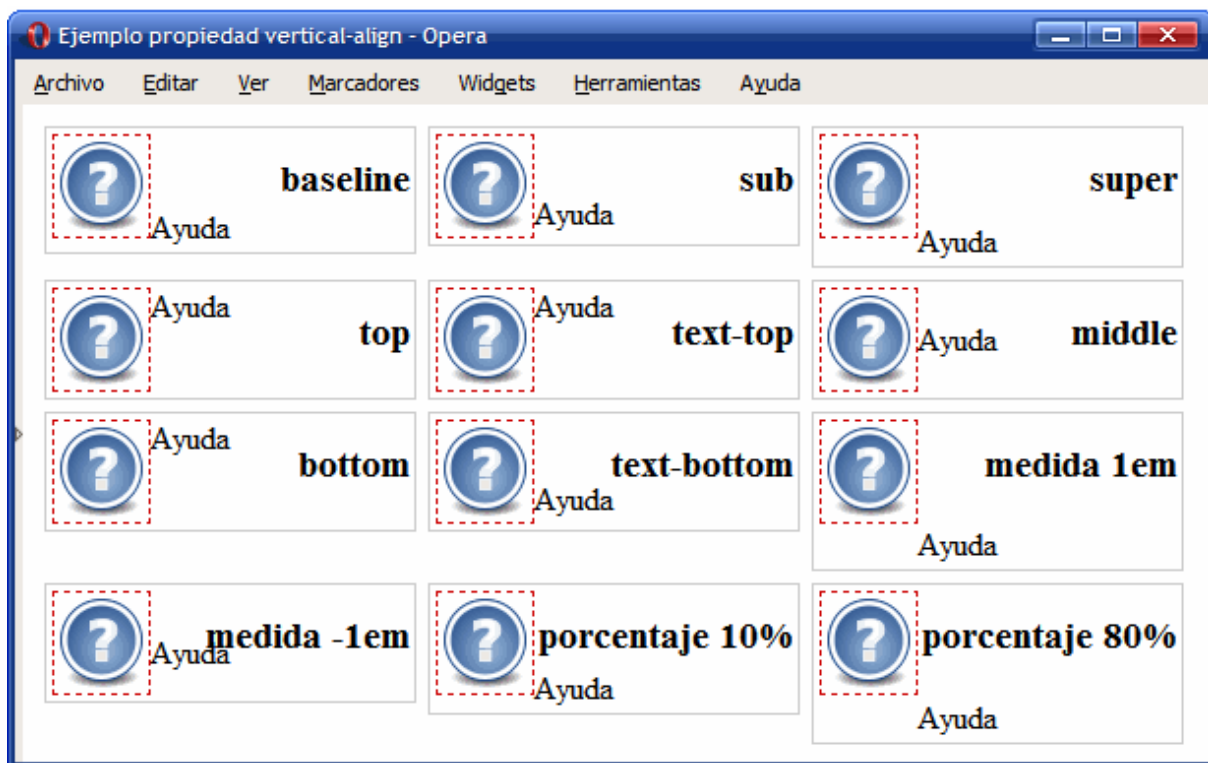 Ejemplo propiedad vertical-align - Opera
Archivo Editar Ver Marcadores Widgets Herramientas Ayuda
? baseline ? sub ? super
Ayuda Ayuda Ayuda
Ayuda Ayuda
? top ? text-top ? Ayuda middle
Ayuda
? bottom ? text-bottom ? medida 1em
Ayuda
Ayuda
? medida -1em ? porcentaje 10% ? porcentaje 80%
Ayuda
Ayuda
Ayuda